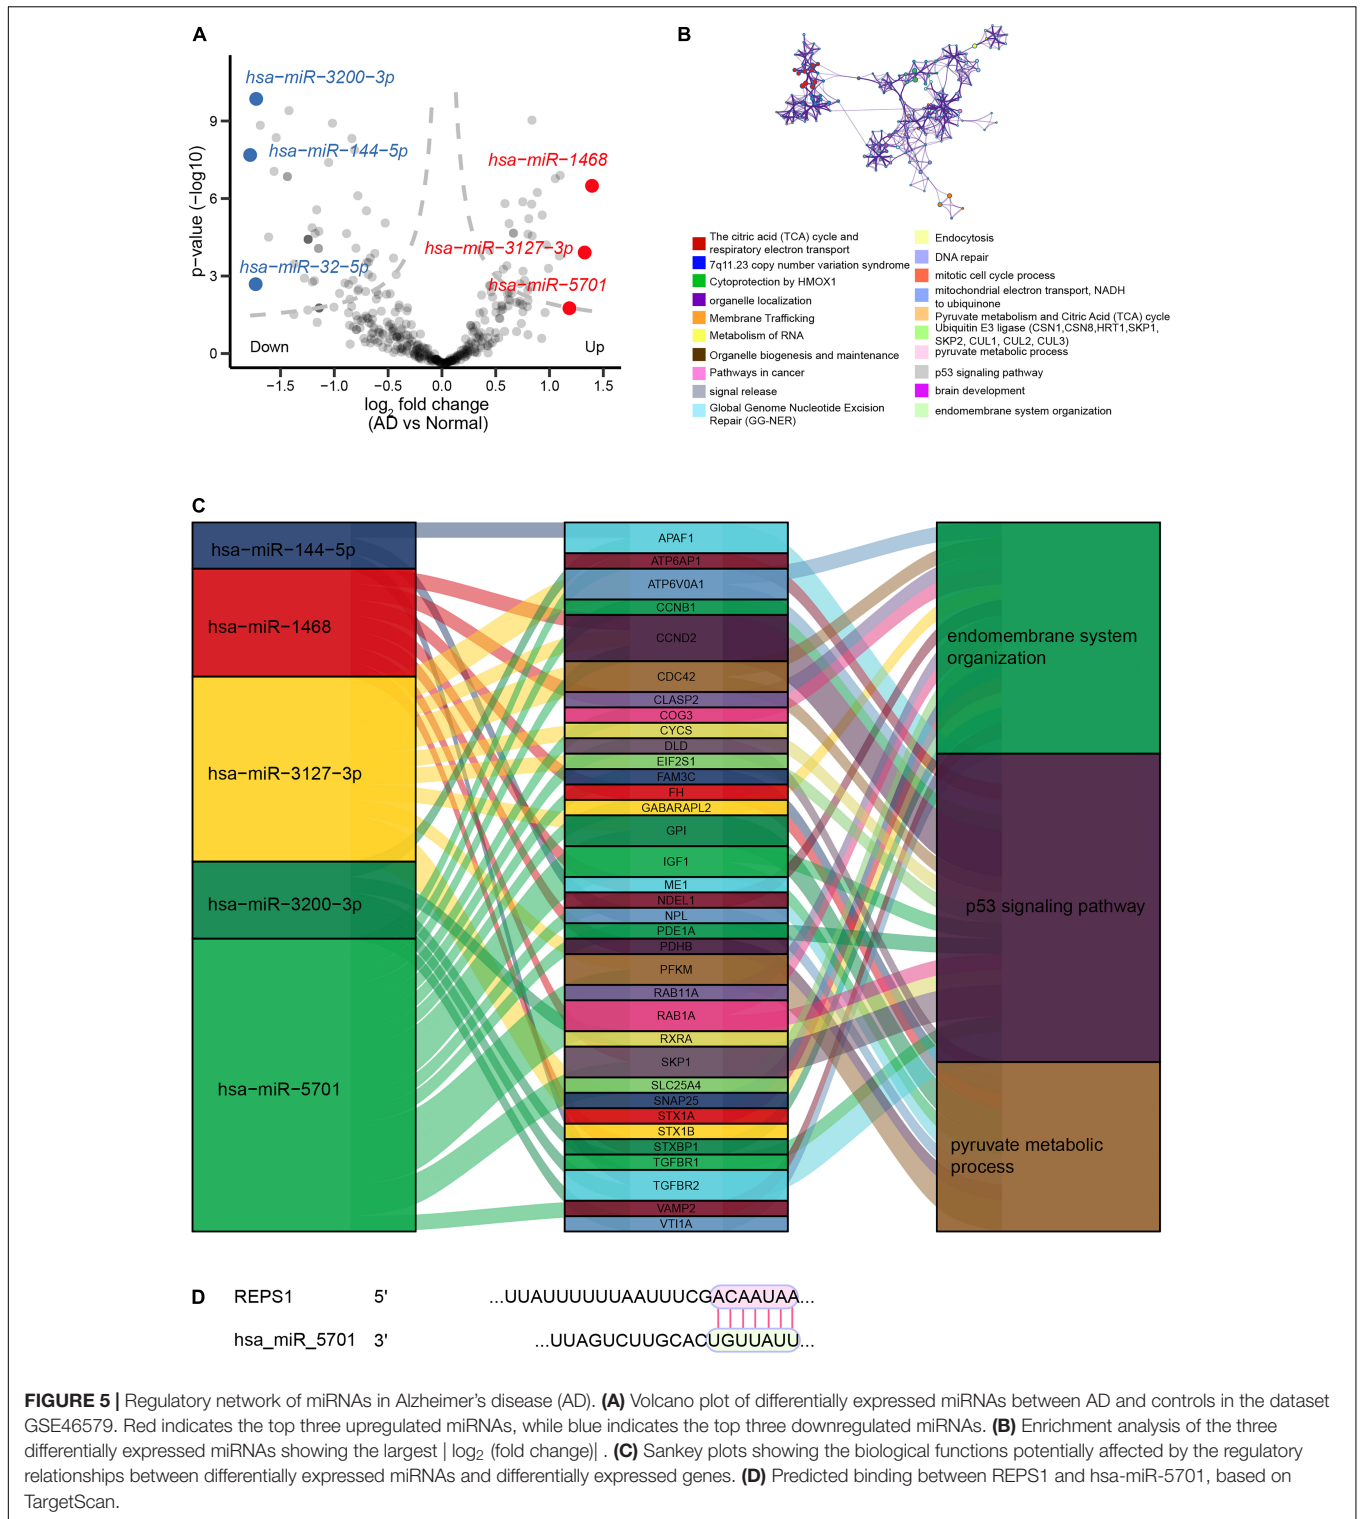 A
hsa−miR−3200−3p
hsa−miR−144−5p
hsa−miR−1468
hsa−miR−3127−3p
hsa−miR−32−5p
hsa−miR−5701
Down
Up
p−value (−log10)
9
6
3
0
−1.5 −1.0 −0.5 0.0 0.5 1.0 1.5
log2 fold change
(AD vs Normal)
B
The citric acid (TCA) cycle and
respiratory electron transport
7q11.23 copy number variation syndrome
Cytoprotection by HMOX1
organelle localization
Membrane Trafficking
Metabolism of RNA
Organelle biogenesis and maintenance
Pathways in cancer
signal release
Global Genome Nucleotide Excision
Repair (GG-NER)
Endocytosis
DNA repair
mitotic cell cycle process
mitochondrial electron transport, NADH
to ubiquinone
Pyruvate metabolism and Citric Acid (TCA) cycle
Ubiquitin E3 ligase (CSN1,CSN8,HRT1,SKP1,
SKP2, CUL1, CUL2, CUL3)
pyruvate metabolic process
p53 signaling pathway
brain development
endomembrane system organization
C
hsa−miR−144−5p
hsa−miR−1468
hsa−miR−3127−3p
hsa−miR−3200−3p
hsa−miR−5701
APAF1
ATP6AP1
ATP6V0A1
CCNB1
CCND2
CDC42
CLASP2
COG3
CYCS
DLD
EIF2S1
FAM3C
FH
GABARAPL2
GPI
IGF1
ME1
NDEL1
NPL
PDE1A
PDHB
PFKM
RAB11A
RAB1A
RXRA
SKP1
SLC25A4
SNAP25
STX1A
STX1B
STXBP1
TGFBR1
TGFBR2
VAMP2
VTI1A
endomembrane system
organization
p53 signaling pathway
pyruvate metabolic
process
D
REPS1 5' ...UUAUUUUUUAAUUUCGACAAUAA...
hsa_miR_5701 3' ...UUAGUCUUGCACUGUUAUU...
FIGURE 5 | Regulatory network of miRNAs in Alzheimer's disease (AD). (A) Volcano plot of differentially expressed miRNAs between AD and controls in the dataset
GSE46579. Red indicates the top three upregulated miRNAs, while blue indicates the top three downregulated miRNAs. (B) Enrichment analysis of the three
differentially expressed miRNAs showing the largest | log2 (fold change)| . (C) Sankey plots showing the biological functions potentially affected by the regulatory
relationships between differentially expressed miRNAs and differentially expressed genes. (D) Predicted binding between REPS1 and hsa-miR-5701, based on
TargetScan.